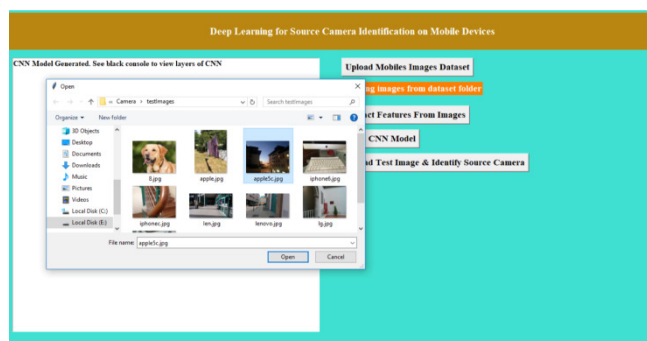 Deep Learning for Source Camera Identification on Mobile Devices
CNN Model Generated. See black console to view layers of CNN
Upload Mobiles Images Dataset
ng images from dataset folder
ct Features From Images
CNN Model
d Test Image & Identify Source Camera
Open
« Camera › testImages
Search testImages
Organize
New folder
3D Objects
Desktop
Documents
Downloads
Music
Pictures
Videos
Local Disk (C:)
Local Disk (E:)
apple.jpg
apple5c.jpg
iphone6.jpg
iphonec.jpg
len.jpg
lenovo.jpg
lg.jpg
File name: apple5c.jpg
Open
Cancel